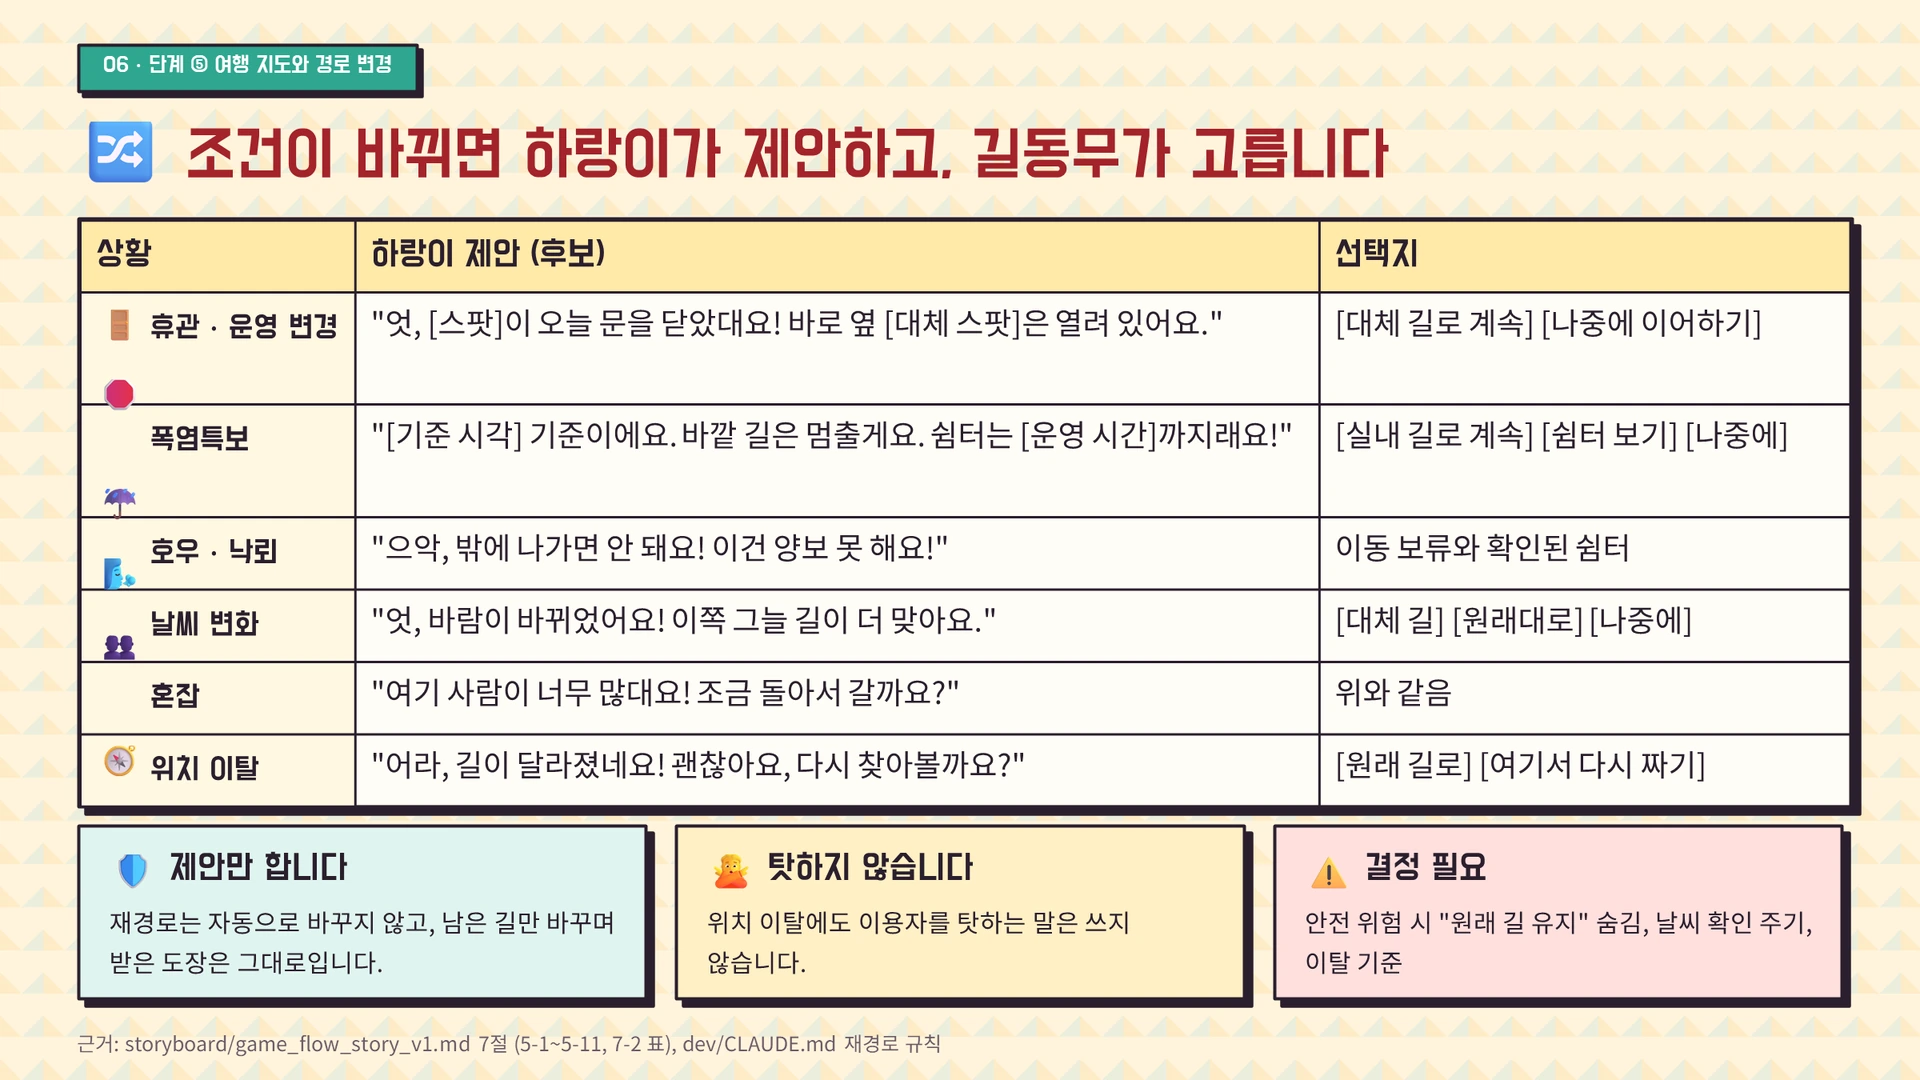 06 · 단계 ⑤ 여행 지도와 경로 변경
조건이 바뀌면 하랑이가 제안하고, 길동무가 고릅니다
상황 하랑이 제안 (후보) 선택지
휴관 · 운영 변경 "엇, [스팟]이 오늘 문을 닫았대요! 바로 옆 [대체 스팟]은 열려 있어요." [대체 길로 계속] [나중에 이어하기]
폭염특보 "[기준 시각] 기준이에요. 바깥 길은 멈출게요. 쉼터는 [운영 시간]까지래요!" [실내 길로 계속] [쉼터 보기] [나중에]
호우 · 낙뢰 "으악, 밖에 나가면 안 돼요! 이건 양보 못 해요!" 이동 보류와 확인된 쉼터
날씨 변화 "엇, 바람이 바뀌었어요! 이쪽 그늘 길이 더 맞아요." [대체 길] [원래대로] [나중에]
혼잡 "여기 사람이 너무 많대요! 조금 돌아서 갈까요?" 위와 같음
위치 이탈 "어라, 길이 달라졌네요! 괜찮아요, 다시 찾아볼까요?" [원래 길로] [여기서 다시 짜기]
제안만 합니다
재경로는 자동으로 바꾸지 않고, 남은 길만 바꾸며
받은 도장은 그대로입니다.
탓하지 않습니다
위치 이탈에도 이용자를 탓하는 말은 쓰지
않습니다.
결정 필요
안전 위험 시 "원래 길 유지" 숨김, 날씨 확인 주기,
이탈 기준
근거: storyboard/game_flow_story_v1.md 7절 (5-1~5-11, 7-2 표), dev/CLAUDE.md 재경로 규칙